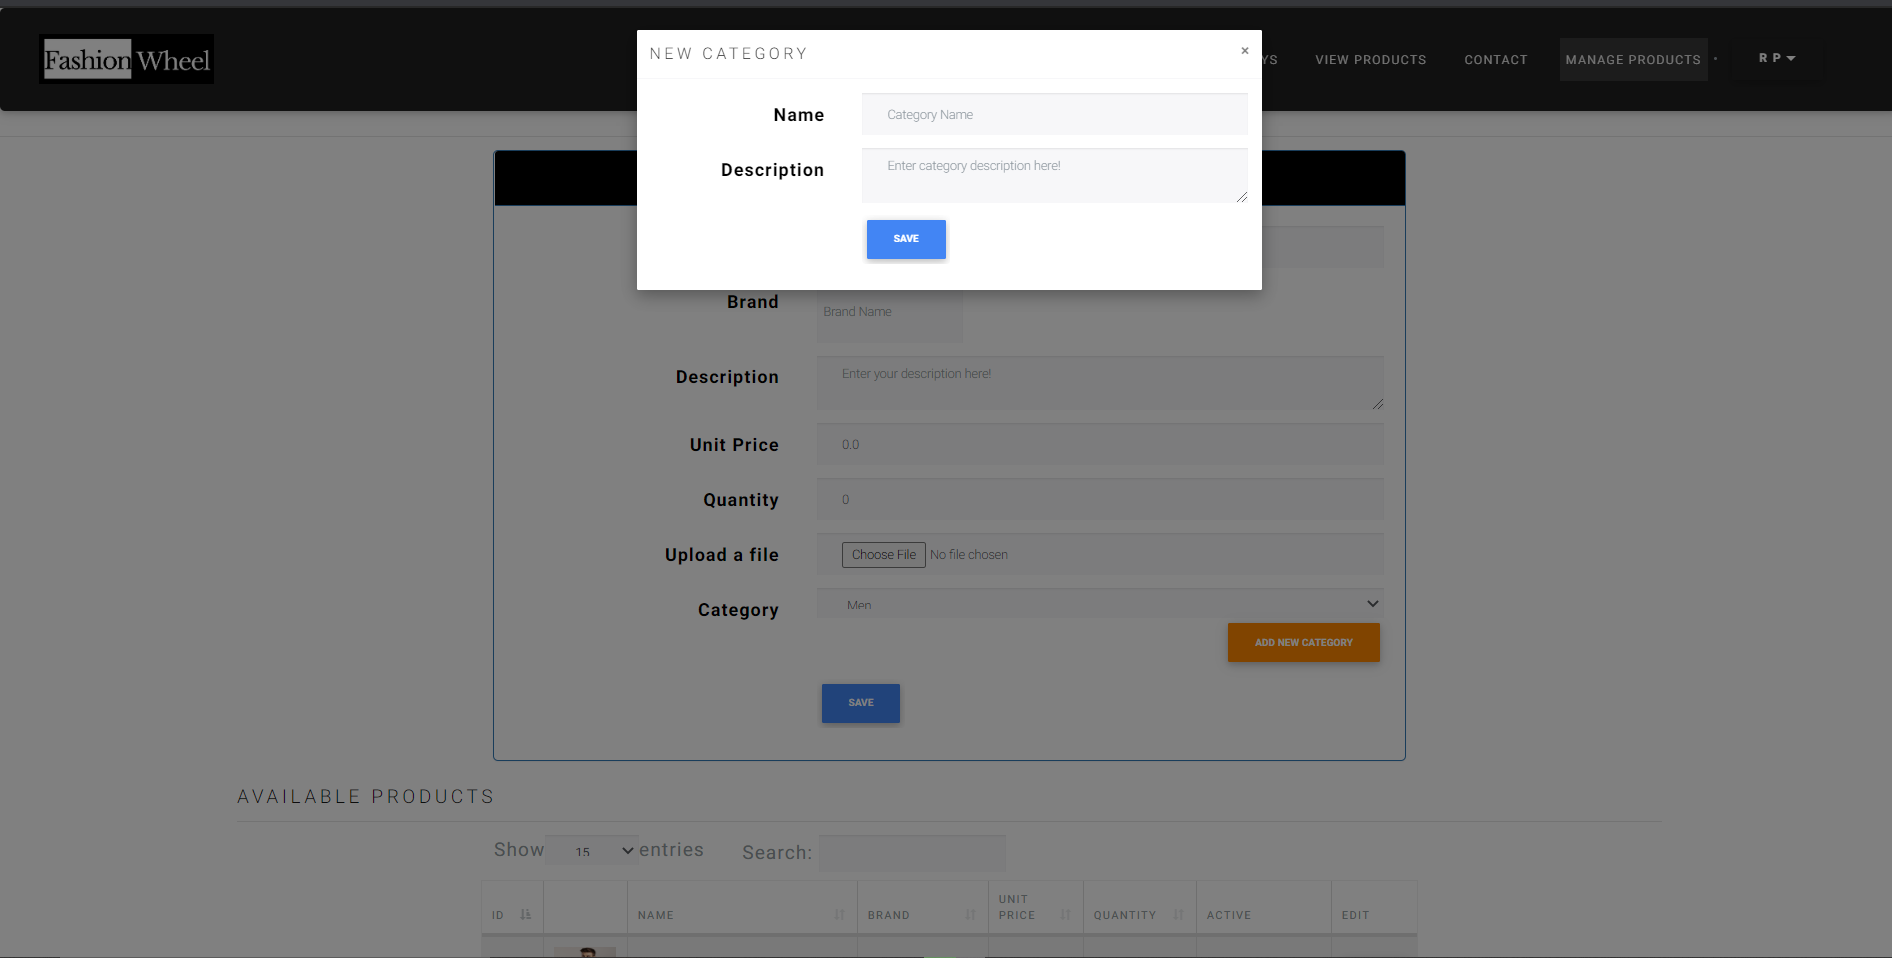 Fashion Wheel
YS
VIEW PRODUCTS
CONTACT
MANAGE PRODUCTS
R P
NEW CATEGORY
×
Name
Category Name
Description
Enter category description here!
SAVE
Brand
Brand Name
Description
Enter your description here!
Unit Price
0.0
Quantity
0
Upload a file
Choose File No file chosen
Category
Men
ADD NEW CATEGORY
SAVE
AVAILABLE PRODUCTS
Show 15 entries
Search:
ID
NAME
BRAND
UNIT
PRICE
QUANTITY
ACTIVE
EDIT